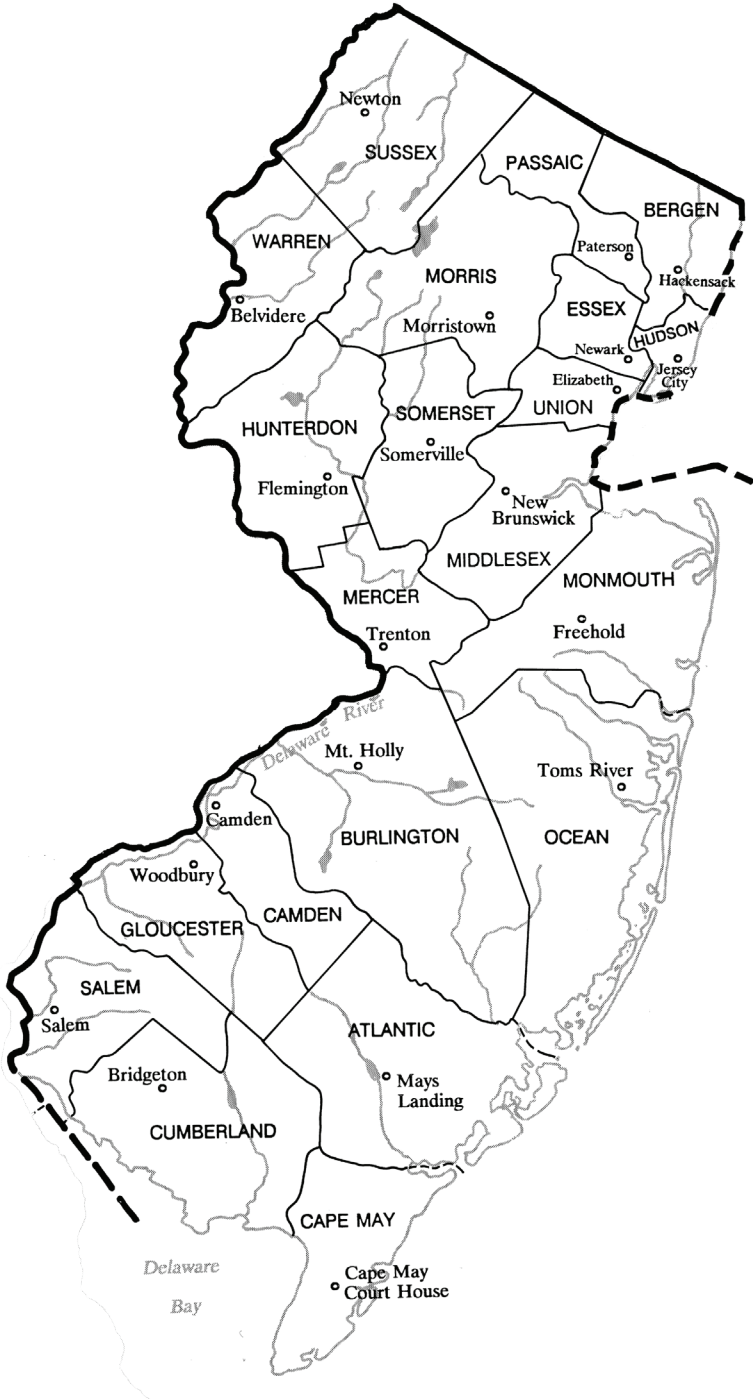 Newton
SUSSEX
PASSAIC
BERGEN
WARREN
Paterson
MORRIS
Hackensack
Belvidere
ESSEX
Morristown
HUDSON
Newark
Jersey
City
Elizabeth
UNION
HUNTERDON
SOMERSET
Somerville
Flemington
New
Brunswick
MIDDLESEX
MERCER
MONMOUTH
Trenton
Freehold
Delaware River
Mt. Holly
Toms River
Camden
BURLINGTON
OCEAN
Woodbury
CAMDEN
GLOUCESTER
SALEM
Salem
ATLANTIC
Bridgeton
Mays
Landing
CUMBERLAND
CAPE MAY
Delaware
Bay
Cape May
Court House